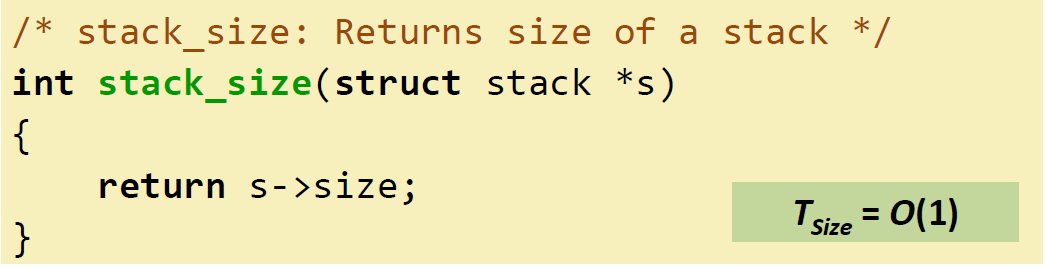 /* stack_size: Returns size of a stack */
int stack_size(struct stack *s)
{
    return s->size;
}
T_Size = O(1)